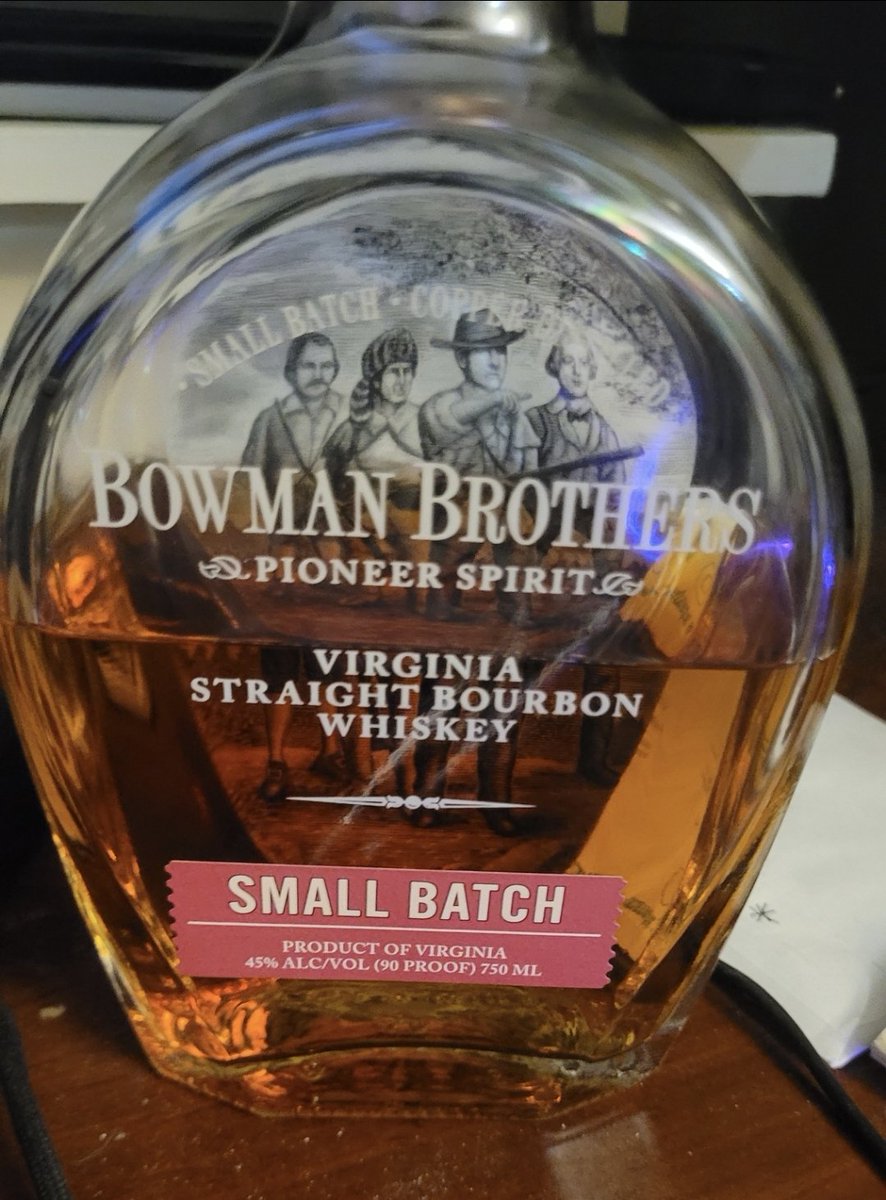 SMALL BATCH · COPPER
BOWMAN BROTHERS
PIONEER SPIRIT
VIRGINIA
STRAIGHT BOURBON
WHISKEY
SMALL BATCH
PRODUCT OF VIRGINIA
45% ALC/VOL (90 PROOF) 750 ML
*